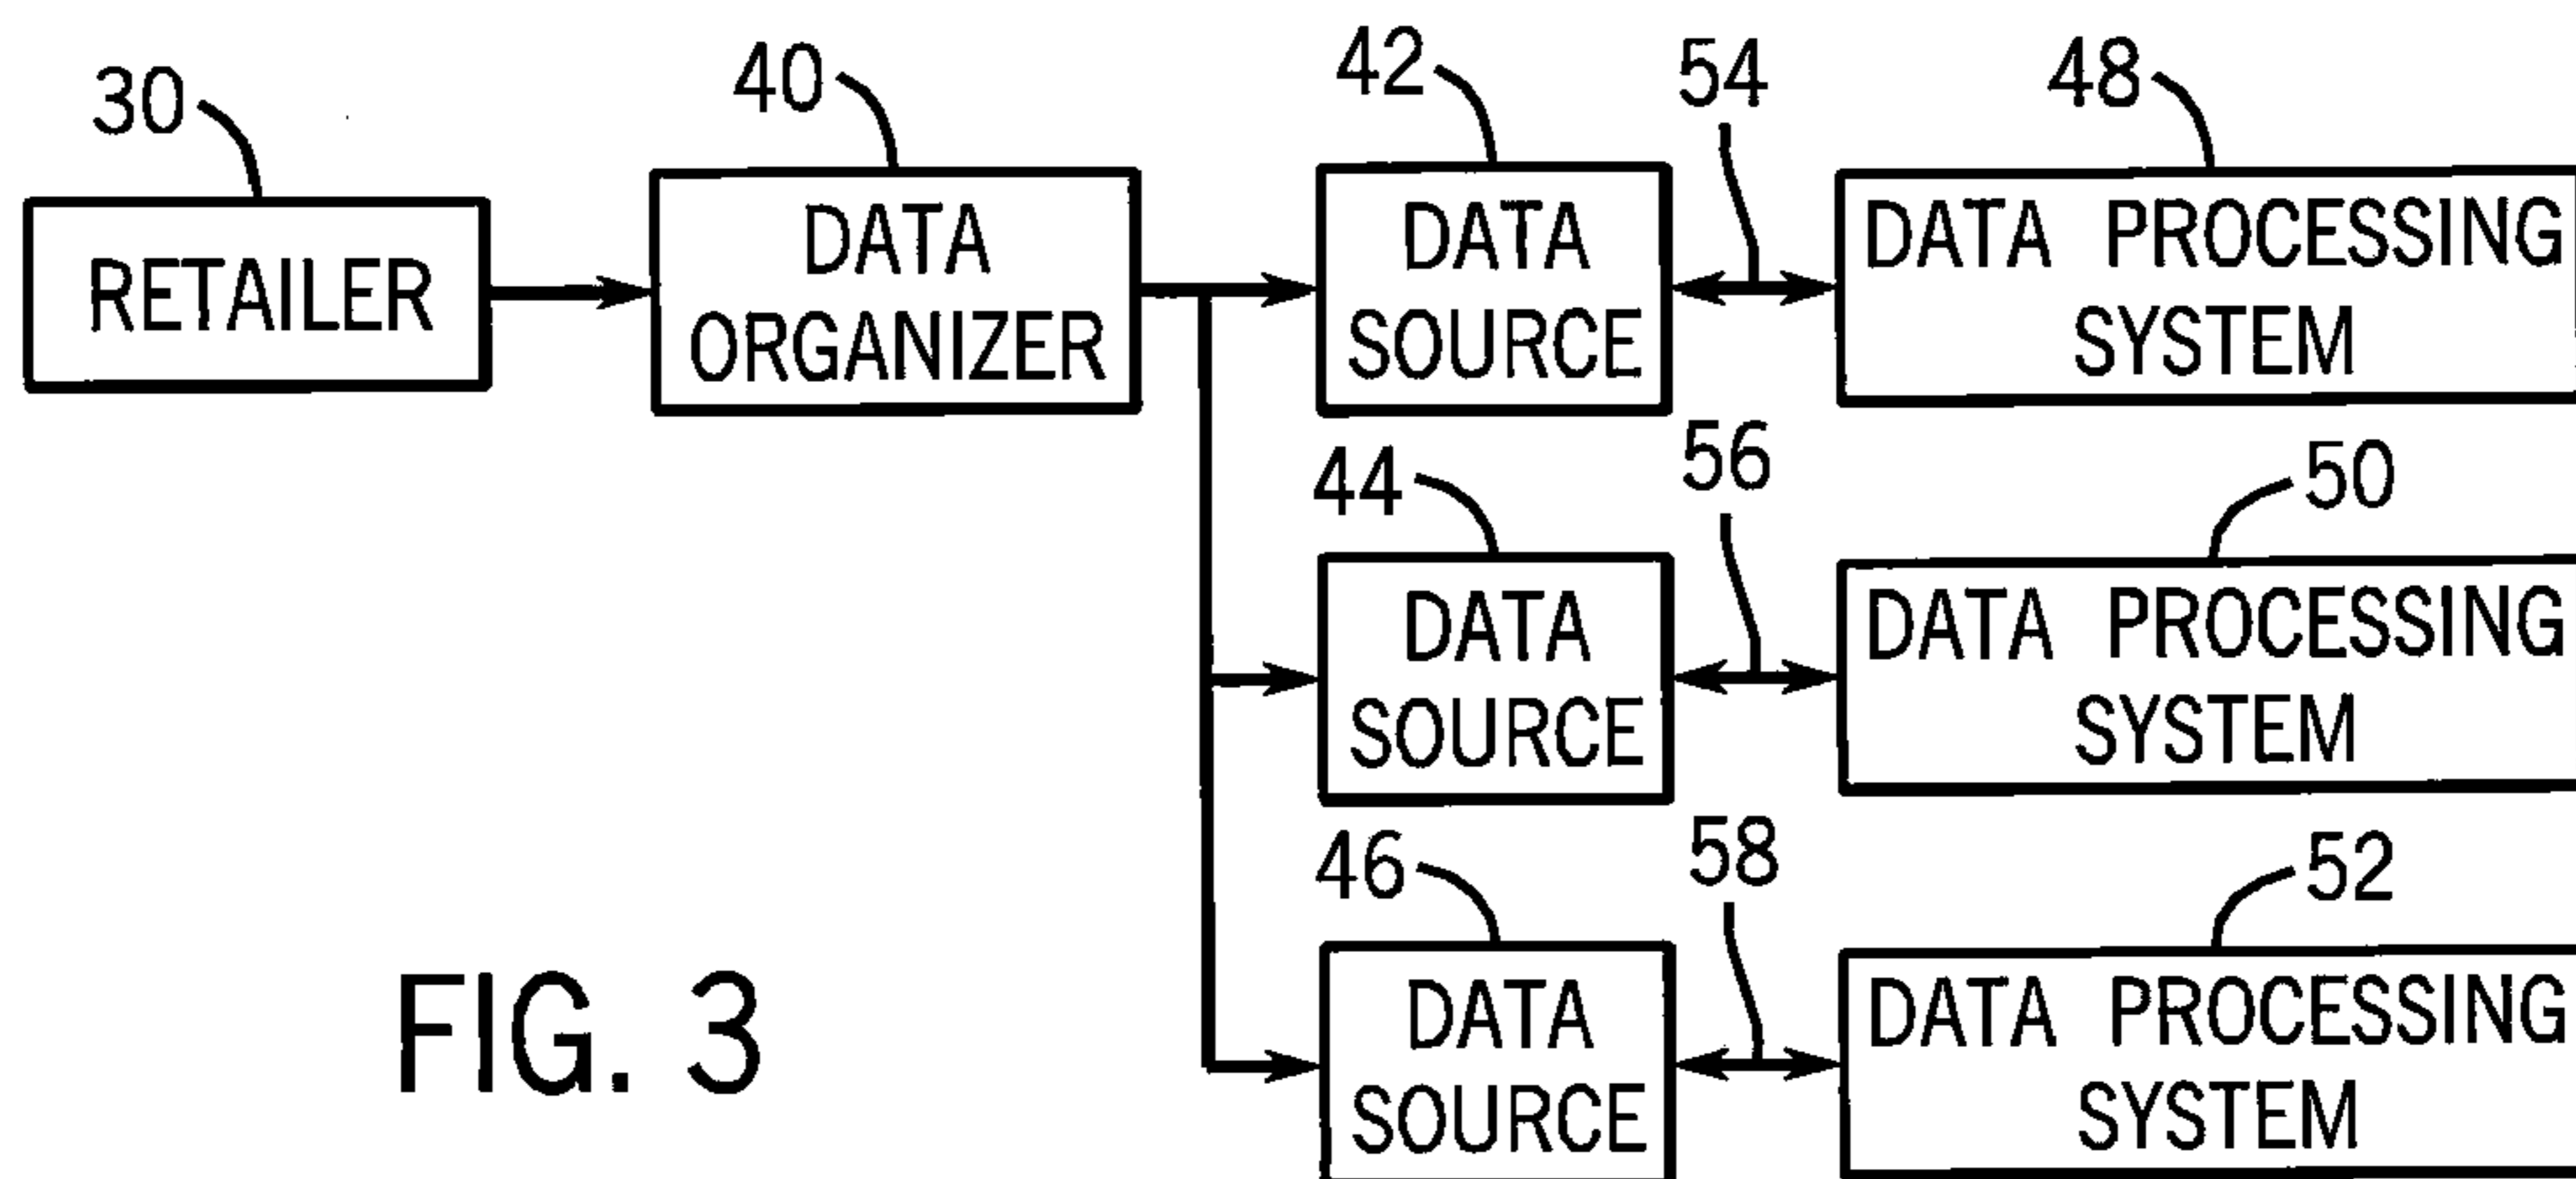 30
40
42
54
48
RETAILER
DATA
ORGANIZER
DATA
SOURCE
DATA PROCESSING
SYSTEM
44
56
50
DATA
SOURCE
DATA PROCESSING
SYSTEM
46
58
52
DATA
SOURCE
DATA PROCESSING
SYSTEM
FIG. 3